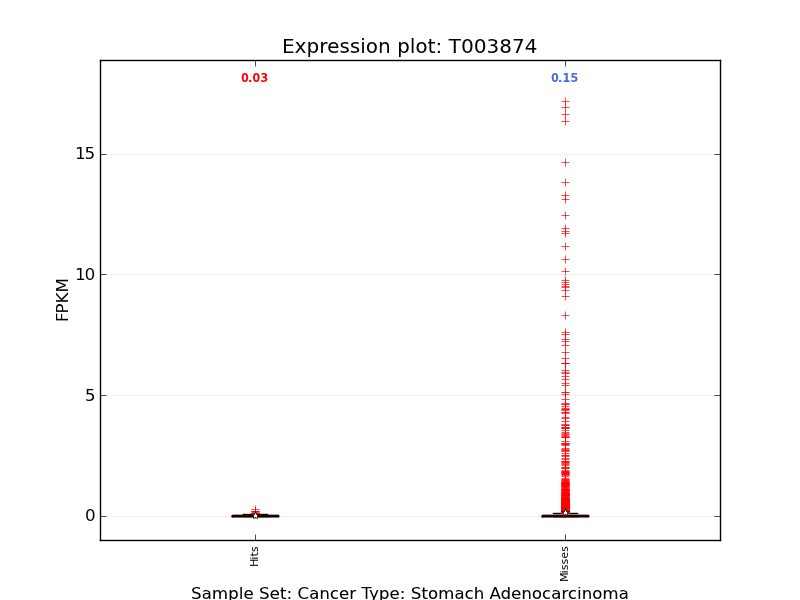 Expression plot: T003874
0.03
0.15
15
10
5
0
FPKM
Hits
Misses
Sample Set: Cancer Type: Stomach Adenocarcinoma